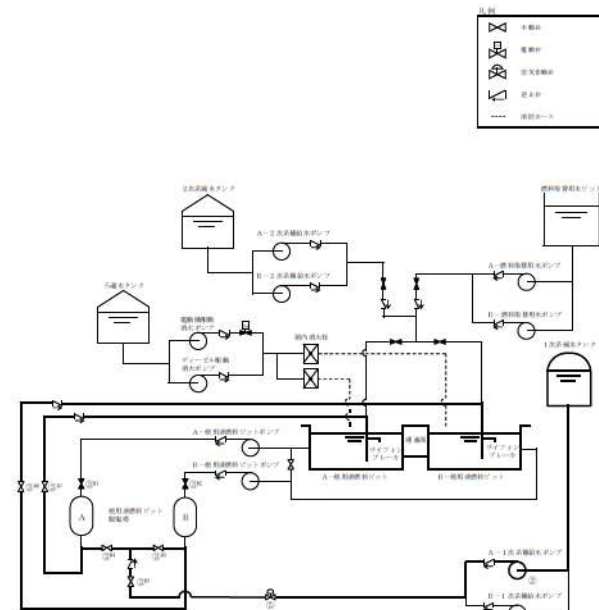 凡例
手動弁
電動弁
空気作動弁
逆止弁
消防ホース
2次系純水タンク
燃料取替用水ピット
A－2次系補給水ポンプ
B－2次系補給水ポンプ
A－燃料取替用水ポンプ
B－燃料取替用水ポンプ
ろ過水タンク
電動機駆動
消火ポンプ
ディーゼル駆動
消火ポンプ
屋内消火栓
1次系純水タンク
A－使用済燃料ピットポンプ
B－使用済燃料ピットポンプ
サイフォン
ブレーカ
サイフォン
ブレーカ
A－使用済燃料ピット
B－使用済燃料ピット
使用済燃料ピット
脱塩塔
A
B
A－1次系補給水ポンプ
②
B－1次系補給水ポンプ